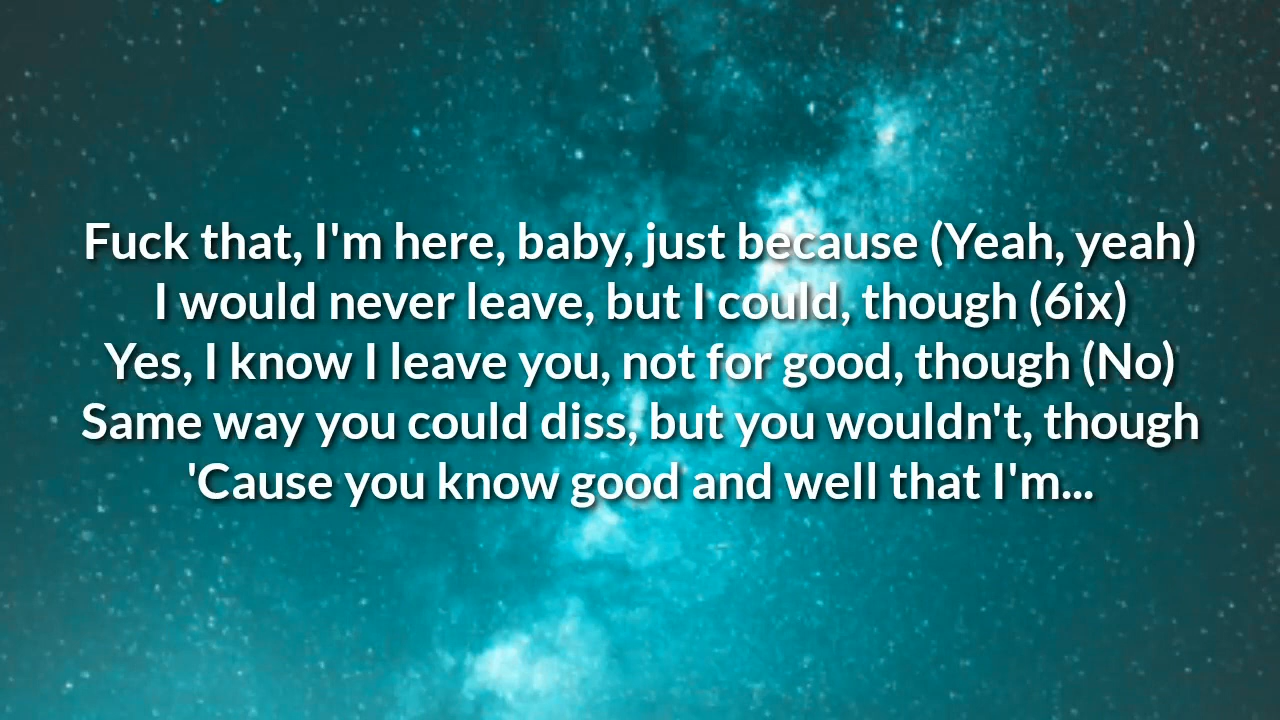 Fuck that, I'm here, baby, just because (Yeah, yeah)
I would never leave, but I could, though (6ix)
Yes, I know I leave you, not for good, though (No)
Same way you could diss, but you wouldn't, though
'Cause you know good and well that I'm...